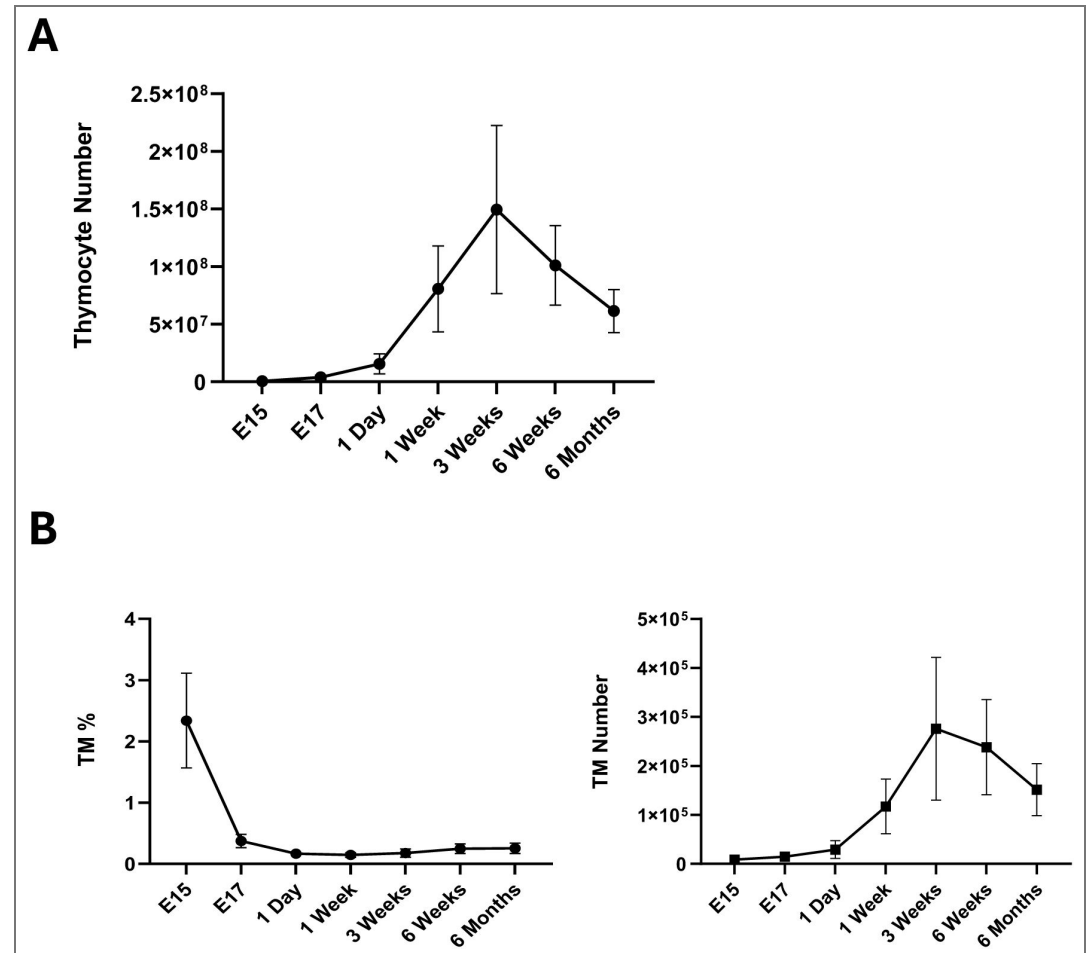 A
Thymocyte Number
2.5×10⁸
2×10⁸
1.5×10⁸
1×10⁸
5×10⁷
0
E15
E17
1 Day
1 Week
3 Weeks
6 Weeks
6 Months
B
TM %
4
3
2
1
0
E15
E17
1 Day
1 Week
3 Weeks
6 Weeks
6 Months
TM Number
5×10⁵
4×10⁵
3×10⁵
2×10⁵
1×10⁵
0
E15
E17
1 Day
1 Week
3 Weeks
6 Weeks
6 Months